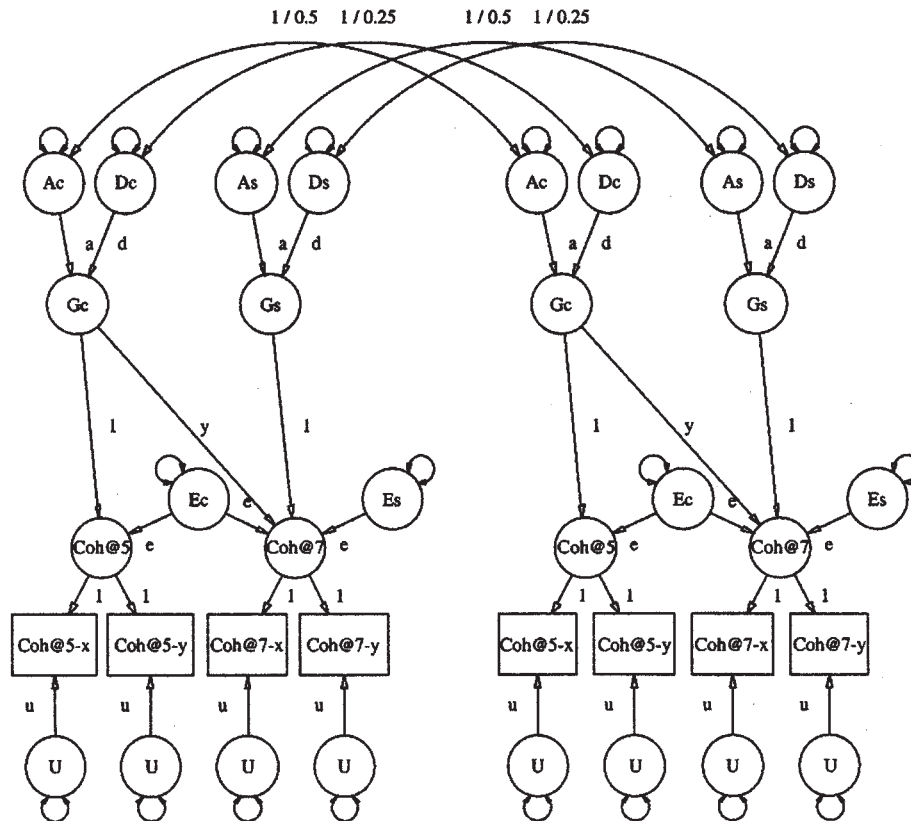 1 / 0.5 1 / 0.25 1 / 0.5 1 / 0.25
Ac Dc As Ds Ac Dc As Ds
a d a d a d a d
Gc Gs Gc Gs
1 y 1 1 y 1
Ec e Es Ec e Es
Coh@5 e Coh@7 e Coh@5 e Coh@7 e
1 1 1 1 1 1 1 1
Coh@5-x Coh@5-y Coh@7-x Coh@7-y Coh@5-x Coh@5-y Coh@7-x Coh@7-y
u u u u u u u u
U U U U U U U U